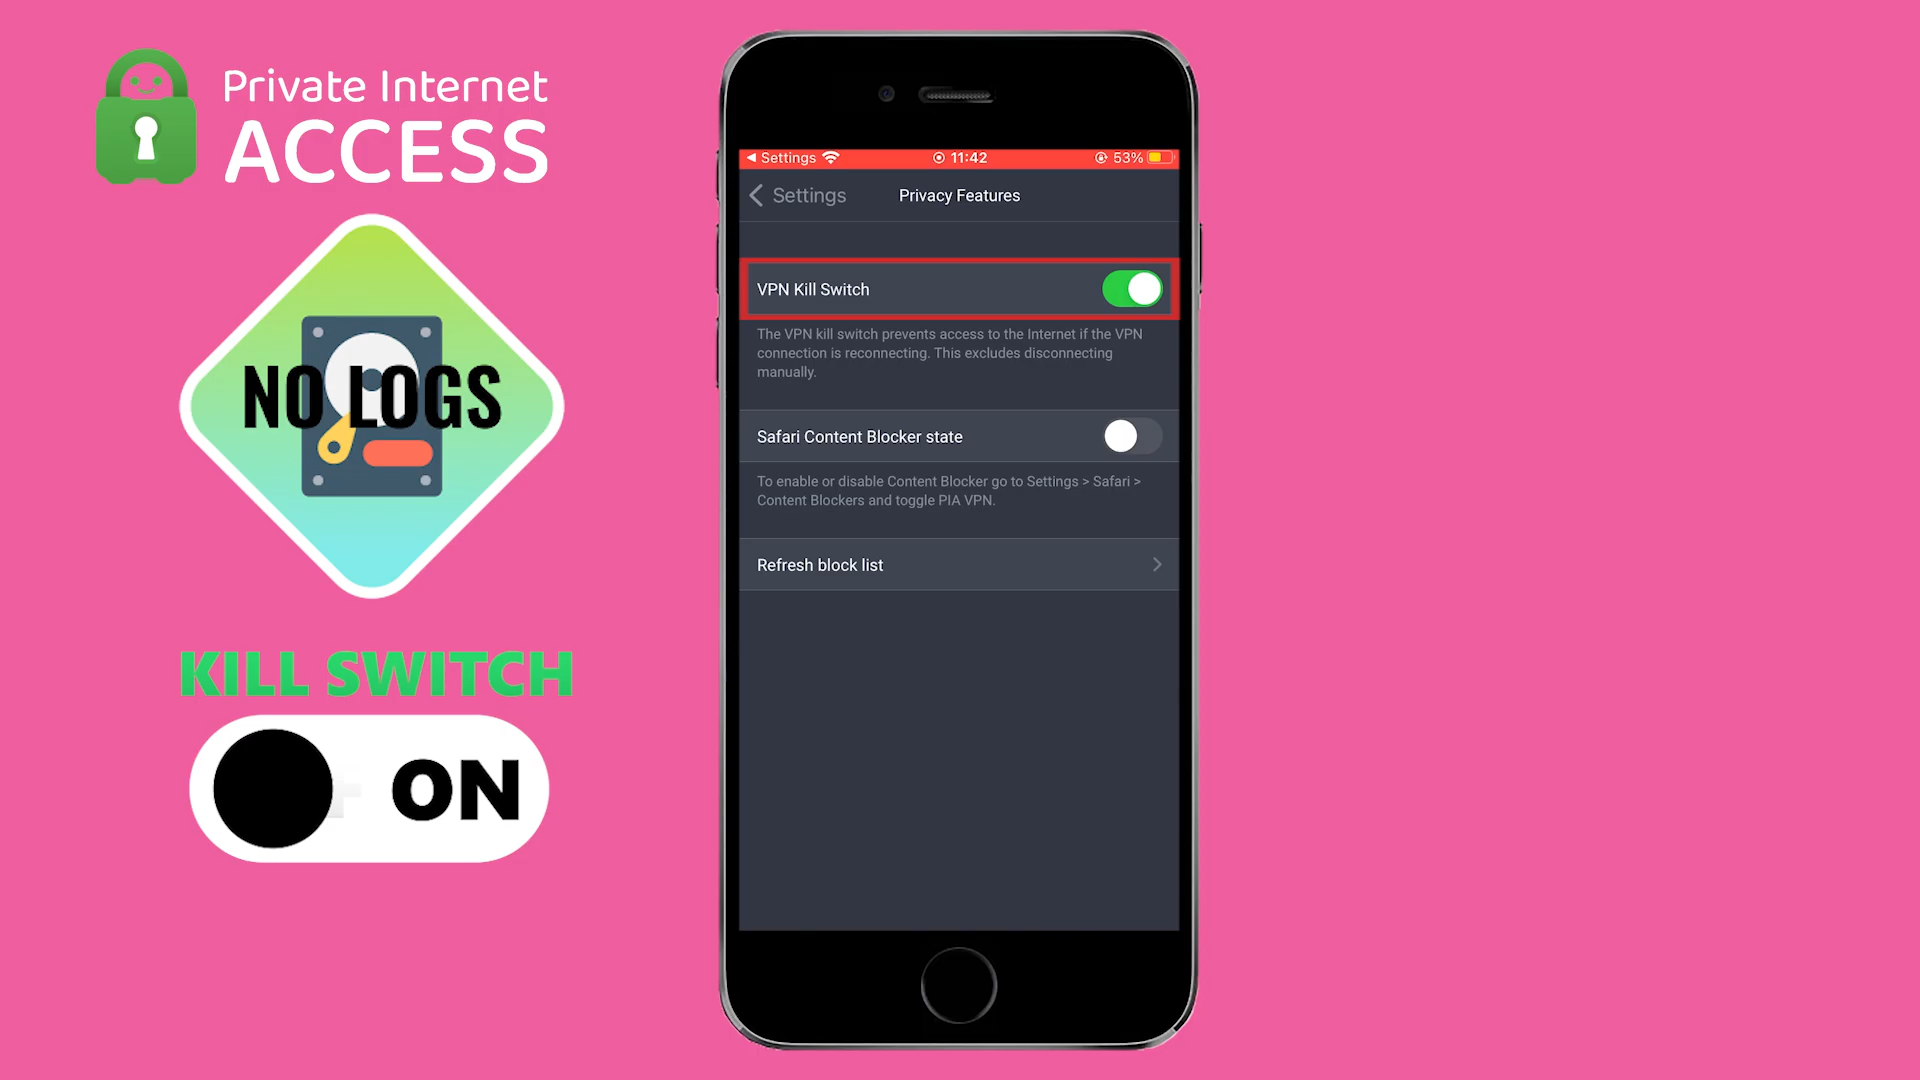 Private Internet
ACCESS
NO LOGS
KILL SWITCH
ON
Settings 11:42 53%
Settings Privacy Features
VPN Kill Switch
The VPN kill switch prevents access to the Internet if the VPN
connection is reconnecting. This excludes disconnecting
manually.
Safari Content Blocker state
To enable or disable Content Blocker go to Settings > Safari >
Content Blockers and toggle PIA VPN.
Refresh block list